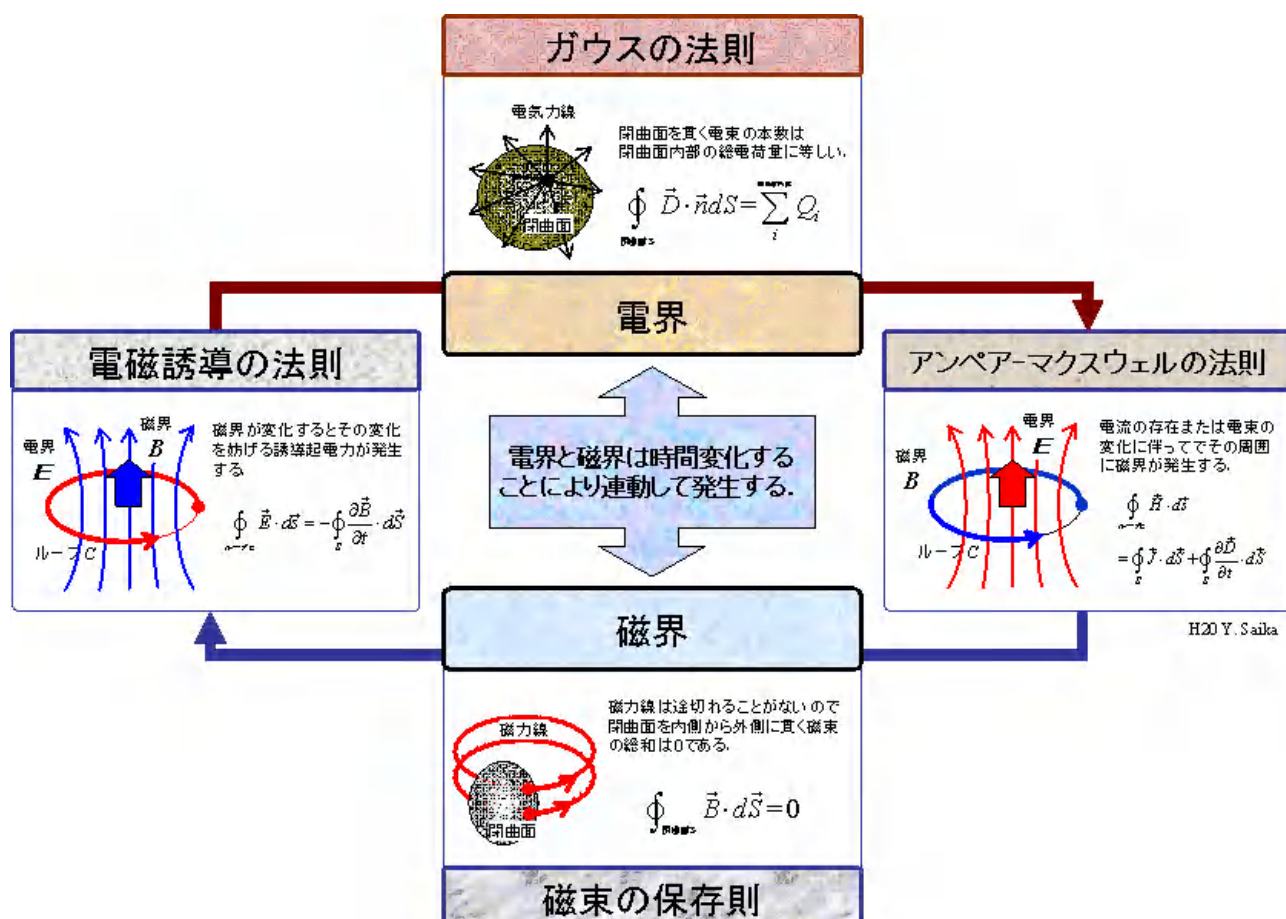 ガウスの法則
電気力線
閉曲面
閉曲面を貫く電束の本数は
閉曲面内部の総電荷量に等しい.
∮ D⃗・n⃗dS=∑ Qᵢ
i
電界
電磁誘導の法則
電界
E
磁界
B
ループC
磁界が変化するとその変化
を妨げる誘導起電力が発生
する
∮ E⃗・ds⃗ = -∮ ∂B⃗/∂t・dS⃗
S
電界と磁界は時間変化する
ことにより連動して発生する.
アンペアーマクスウェルの法則
磁界
B
電界
E
ループC
電流の存在または電束の
変化に伴ってでその周囲
に磁界が発生する.
∮ H⃗・ds⃗
=∮ J⃗・dS⃗+∮ ∂D⃗/∂t・dS⃗
S S
H20 Y. Saika
磁界
磁力線
閉曲面
磁力線は途切れることがないので
閉曲面を内側から外側に貫く磁束
の総和は0である.
∮ B⃗・dS⃗=0
磁束の保存則